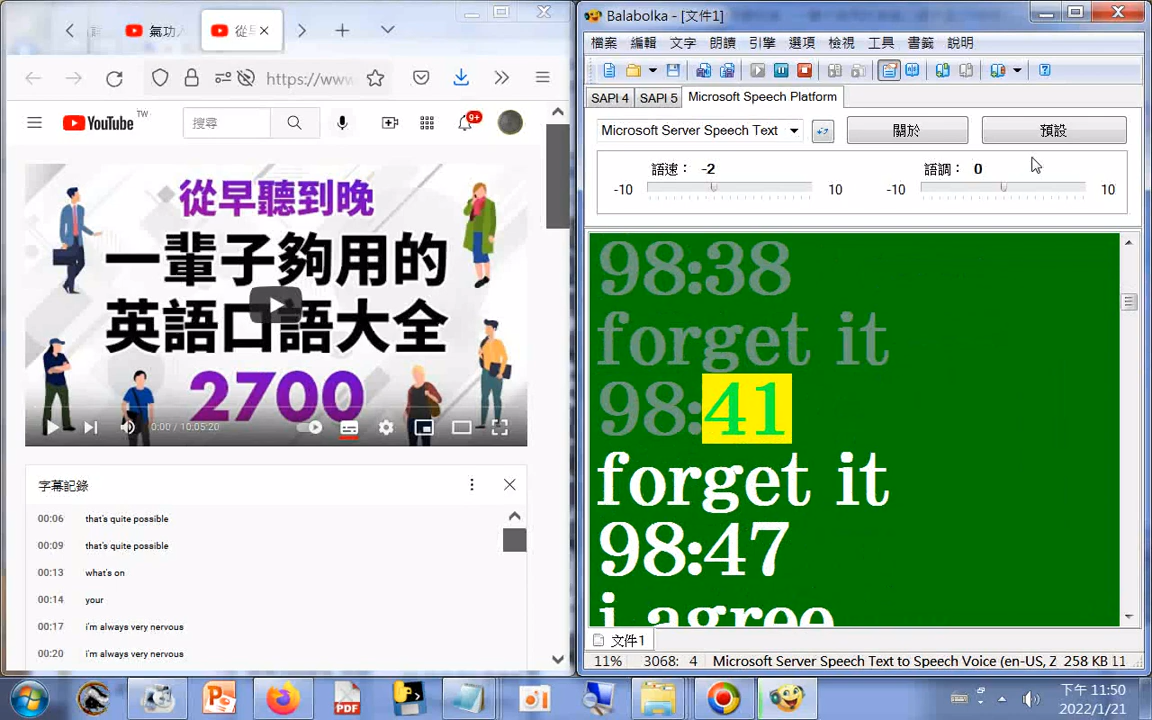 氣功
從
https://www
YouTube TW
搜尋
9+
從早聽到晚
一輩子夠用的
英語口語大全
2700
0:00 / 10:05:20
字幕記錄
00:06 that's quite possible
00:09 that's quite possible
00:13 what's on
00:14 your
00:17 i'm always very nervous
00:20 i'm always very nervous
Balabolka - [文件1]
檔案 編輯 文字 朗讀 引擎 選項 檢視 工具 書籤 說明
SAPI 4 SAPI 5 Microsoft Speech Platform
Microsoft Server Speech Text 關於 預設
語速： -2 語調： 0
-10 10 -10 10
98:38
forget it
98:41
forget it
98:47
i agree
文件1
11% 3068: 4 Microsoft Server Speech Text to Speech Voice (en-US, Z 258 KB 11
PDF
下午 11:50
2022/1/21